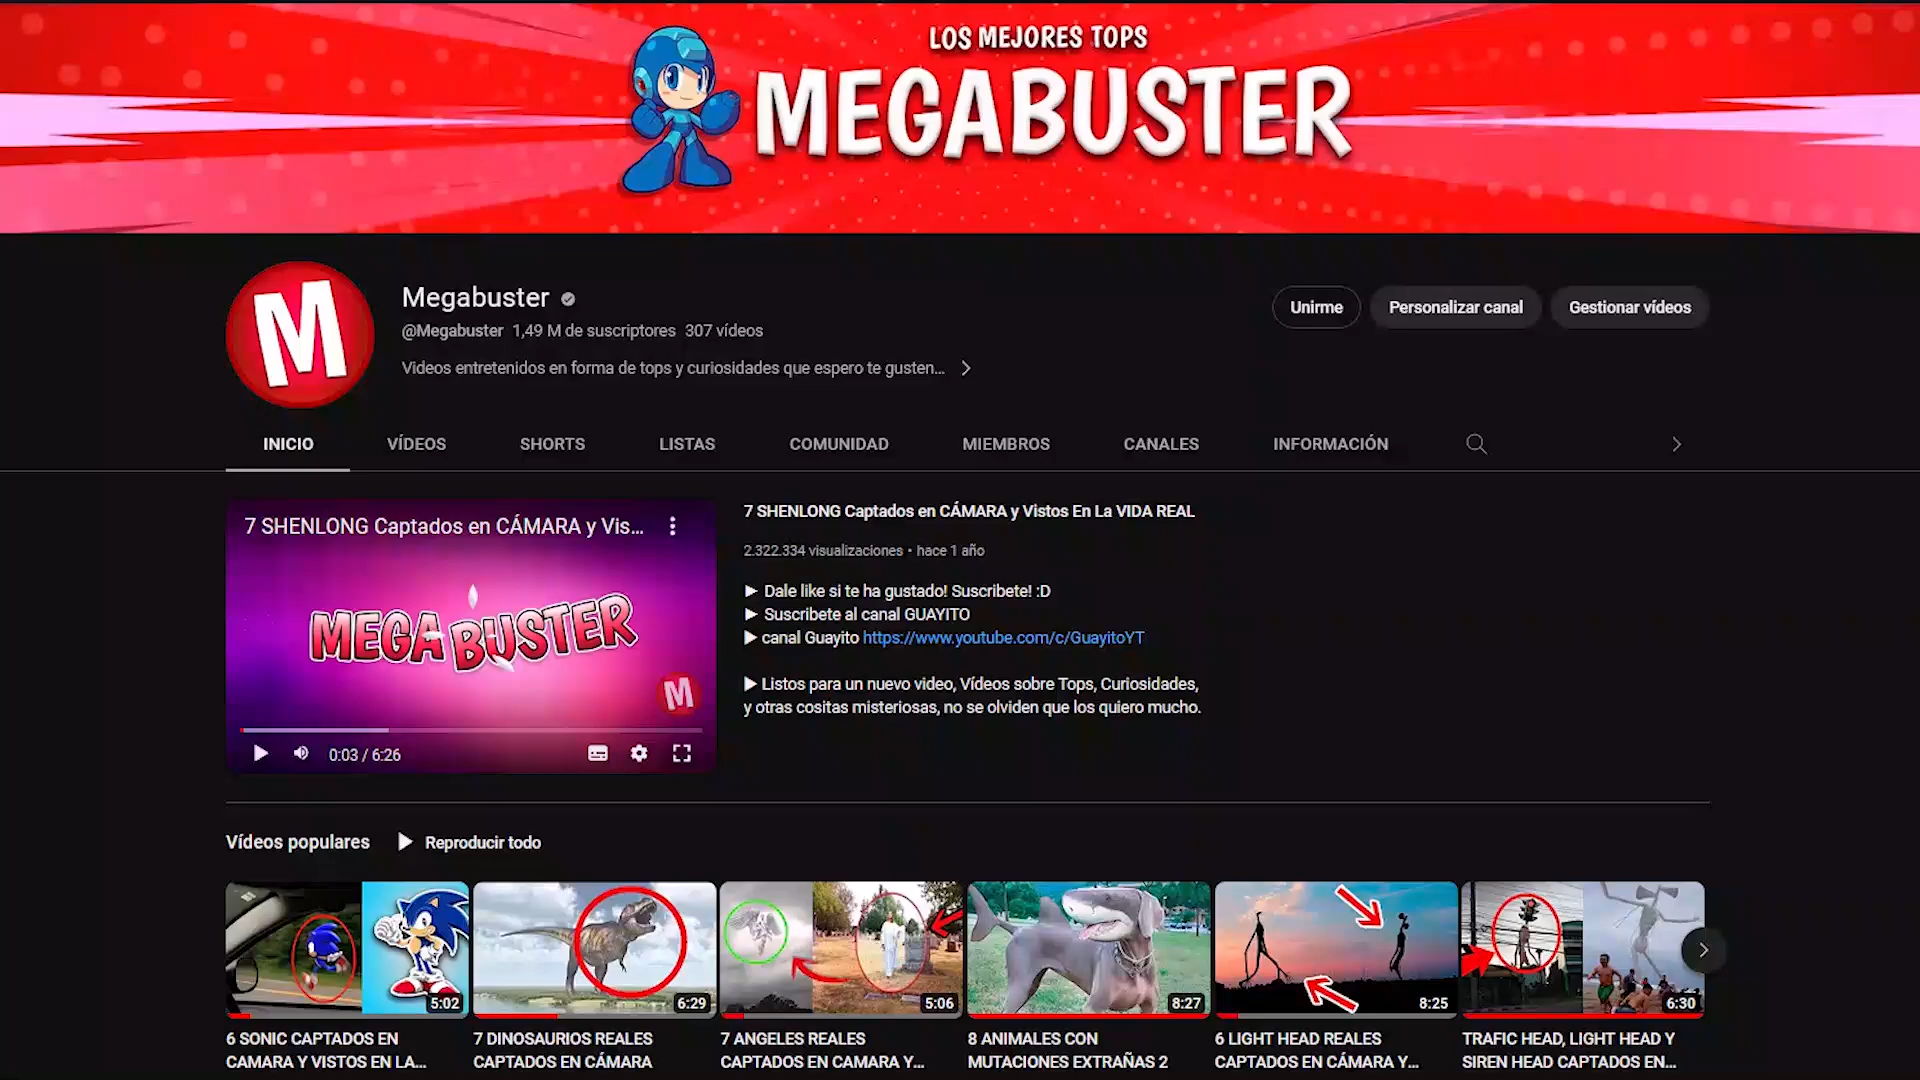 LOS MEJORES TOPS
MEGABUSTER
M
Megabuster
@Megabuster 1,49 M de suscriptores 307 vídeos
Videos entretenidos en forma de tops y curiosidades que espero te gusten...
Unirme
Personalizar canal
Gestionar vídeos
INICIO
VÍDEOS
SHORTS
LISTAS
COMUNIDAD
MIEMBROS
CANALES
INFORMACIÓN
7 SHENLONG Captados en CÁMARA y Vis...
MEGA BUSTER
M
0:03 / 6:26
7 SHENLONG Captados en CÁMARA y Vistos En La VIDA REAL
2.322.334 visualizaciones • hace 1 año
► Dale like si te ha gustado! Suscribete! :D
► Suscribete al canal GUAYITO
► canal Guayito https://www.youtube.com/c/GuayitoYT
► Listos para un nuevo video, Vídeos sobre Tops, Curiosidades,
y otras cositas misteriosas, no se olviden que los quiero mucho.
Vídeos populares
Reproducir todo
5:02
6:29
5:06
8:27
8:25
6:30
6 SONIC CAPTADOS EN
CAMARA Y VISTOS EN LA...
7 DINOSAURIOS REALES
CAPTADOS EN CÁMARA
7 ANGELES REALES
CAPTADOS EN CAMARA Y...
8 ANIMALES CON
MUTACIONES EXTRAÑAS 2
6 LIGHT HEAD REALES
CAPTADOS EN CÁMARA Y...
TRAFIC HEAD, LIGHT HEAD Y
SIREN HEAD CAPTADOS EN...